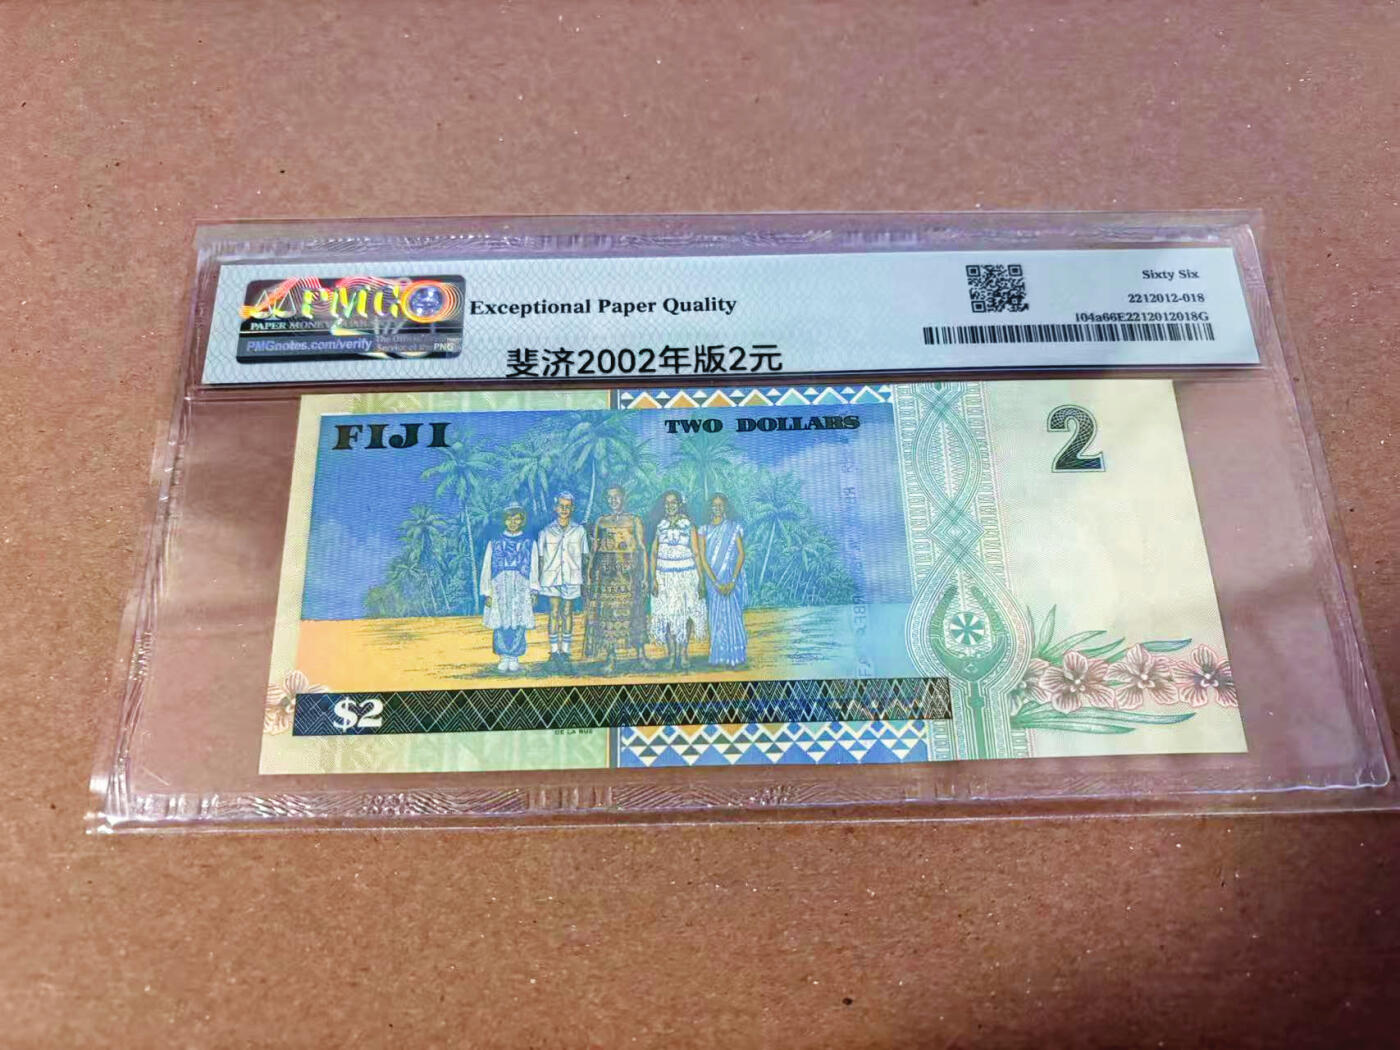 PMG
PAPER MONEY
PMGnotes.com/verify
PNG
Exceptional Paper Quality
斐济2002年版2元
Sixty Six
2212012-018
104a66E2212012018G
FIJI
TWO DOLLARS
2
$2
DE LA RUE